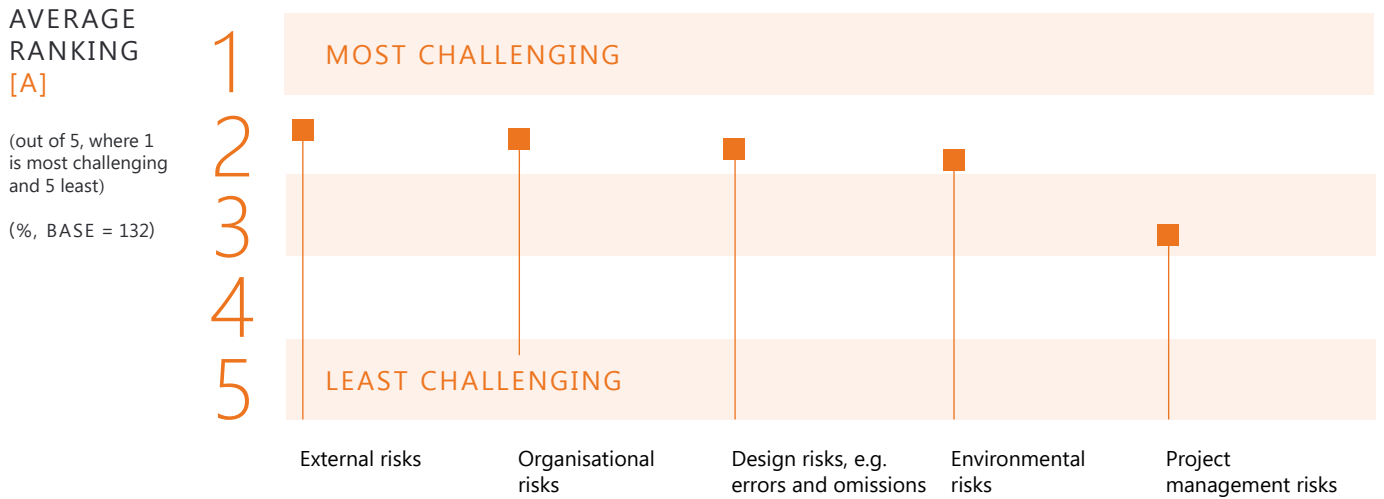 AVERAGE
RANKING
[A]
(out of 5, where 1
is most challenging
and 5 least)
(%, BASE = 132)
1
MOST CHALLENGING
2
3
4
5
LEAST CHALLENGING
External risks
Organisational
risks
Design risks, e.g.
errors and omissions
Environmental
risks
Project
management risks